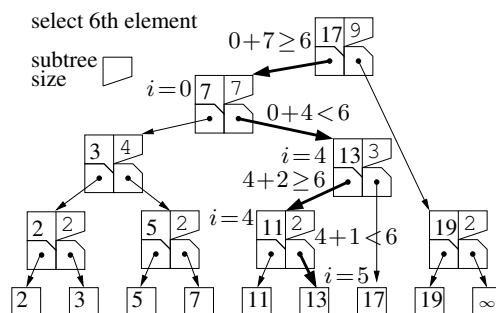 select 6th element
17 9
0+7≥6
subtree
size
i=0
7 7
0+4<6
3 4
i=4
13 3
4+2≥6
2 2
5 2
i=4
11 2
4+1<6
19 2
i=5
2 3 5 7 11 13 17 19 ∞